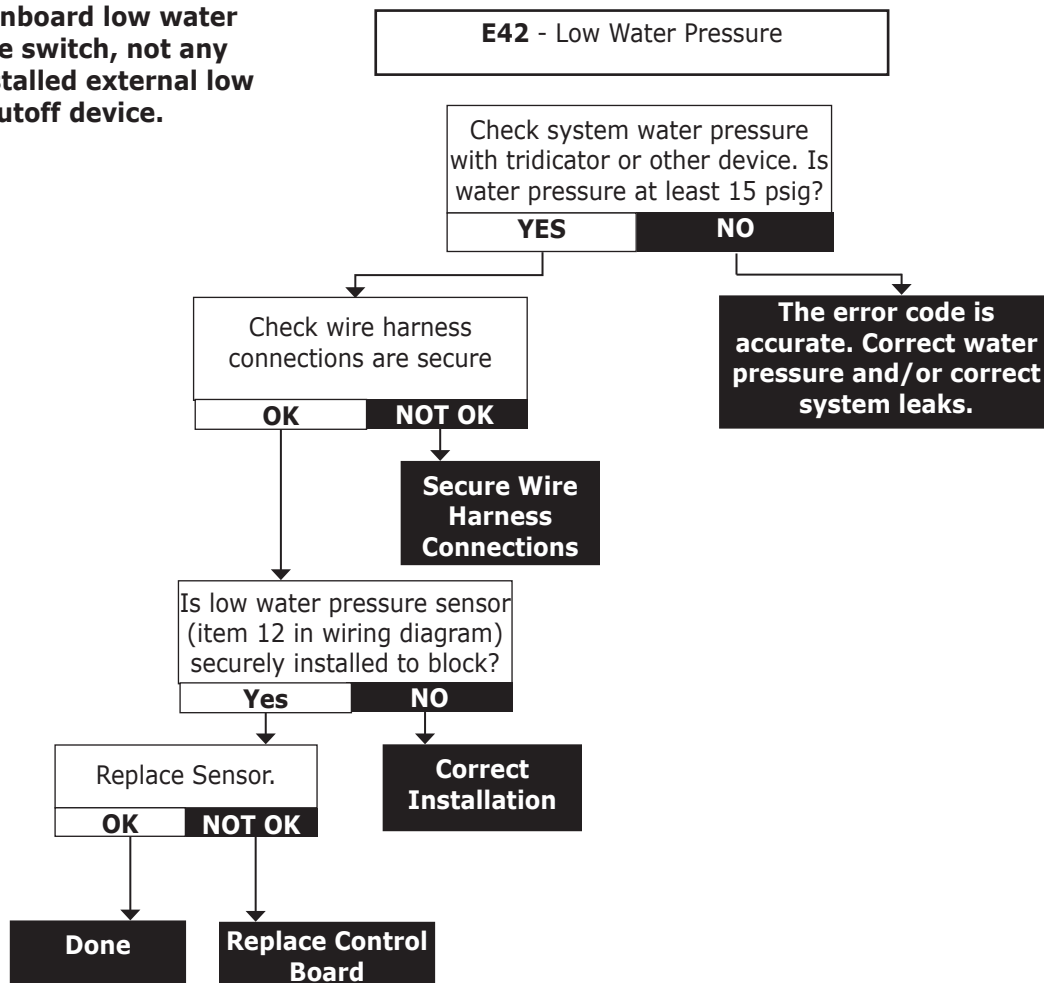 nboard low water
e switch, not any
stalled external low
utoff device.
E42 - Low Water Pressure
Check system water pressure
with tridicator or other device. Is
water pressure at least 15 psig?
YES NO
Check wire harness
connections are secure
The error code is
accurate. Correct water
pressure and/or correct
system leaks.
OK NOT OK
Secure Wire
Harness
Connections
Is low water pressure sensor
(item 12 in wiring diagram)
securely installed to block?
Yes NO
Replace Sensor.
Correct
Installation
OK NOT OK
Done
Replace Control
Board